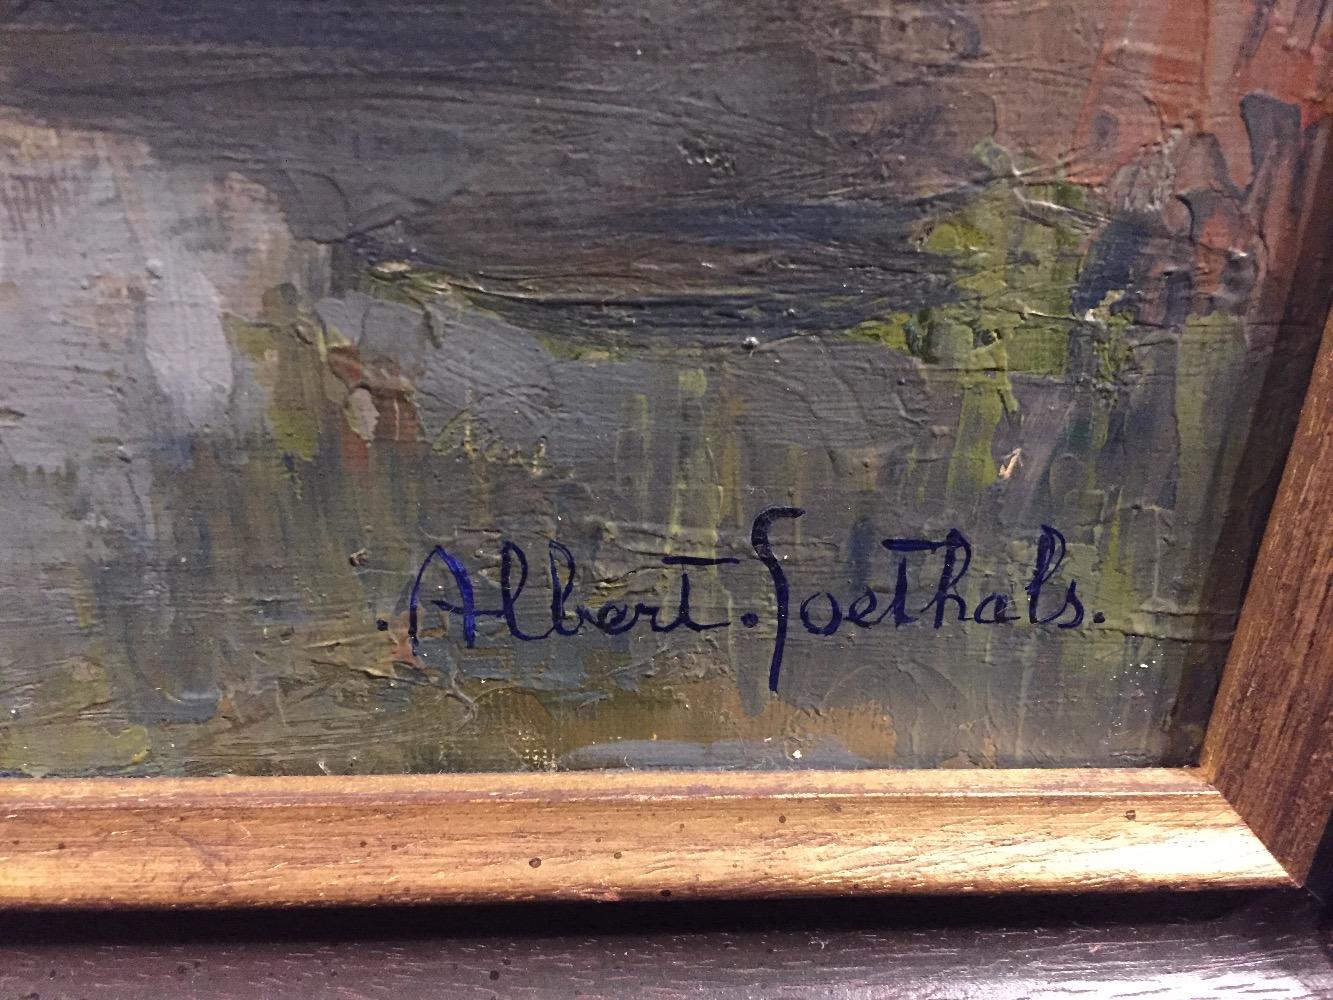 . Albert . Goethals.